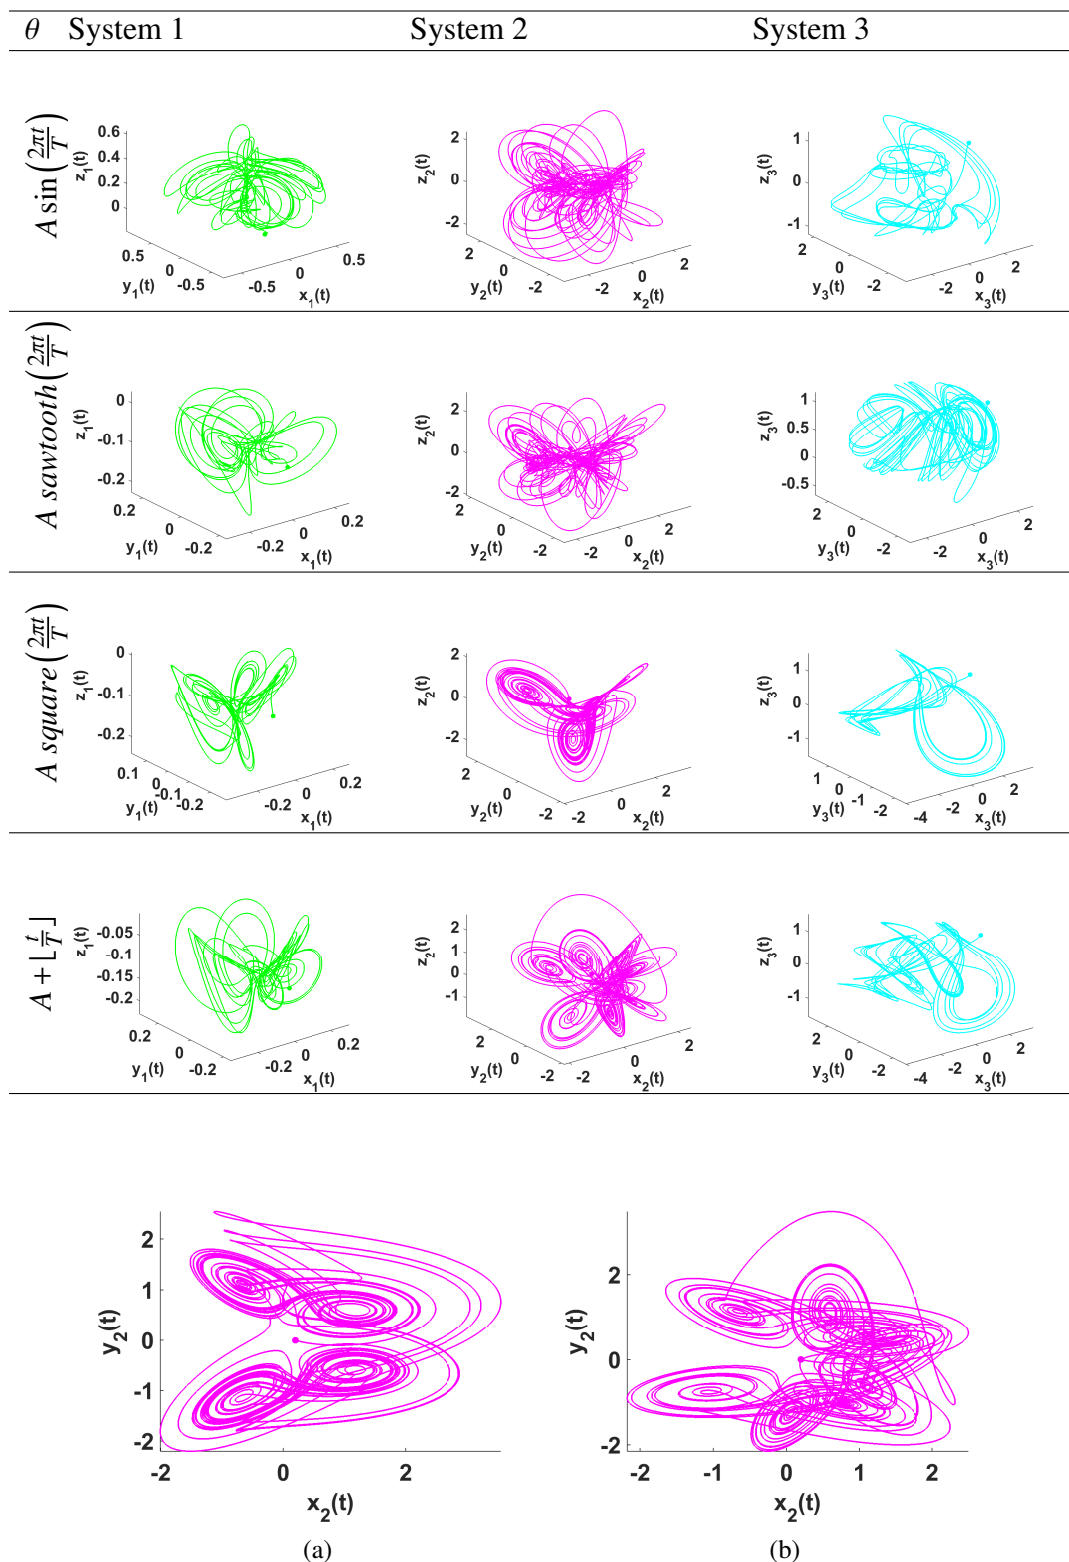 θ System 1 System 2 System 3
A sin(2πt/T)
0.6
0.4
0.2
0
z1(t)
0.5
0
-0.5
y1(t)
-0.5
0
0.5
x1(t)
2
0
-2
z2(t)
2
0
-2
y2(t)
-2
0
2
x2(t)
1
0
-1
z3(t)
2
0
-2
y3(t)
-2
0
2
x3(t)
A sawtooth(2πt/T)
0
-0.1
-0.2
z1(t)
0.2
0
-0.2
y1(t)
-0.2
0
0.2
x1(t)
2
0
-2
z2(t)
2
0
-2
y2(t)
-2
0
2
x2(t)
1
0.5
0
-0.5
z3(t)
2
0
-2
y3(t)
-2
0
2
x3(t)
A square(2πt/T)
0
-0.1
-0.2
z1(t)
0.1
0
-0.1
-0.2
y1(t)
-0.2
0
0.2
x1(t)
2
0
-2
z2(t)
2
0
-2
y2(t)
-2
0
2
x2(t)
1
0
-1
z3(t)
1
0
-1
-2
y3(t)
-4
-2
0
2
x3(t)
A + ⌊t/T⌋
-0.05
-0.1
-0.15
-0.2
z1(t)
0.2
0
-0.2
y1(t)
-0.2
0
0.2
x1(t)
2
1
0
-1
z2(t)
2
0
-2
y2(t)
-2
0
2
x2(t)
1
0
-1
z3(t)
2
0
-2
y3(t)
-4
-2
0
2
x3(t)
2
1
0
-1
-2
y2(t)
-2 0 2
x2(t)
(a)
2
0
-2
y2(t)
-2 -1 0 1 2
x2(t)
(b)